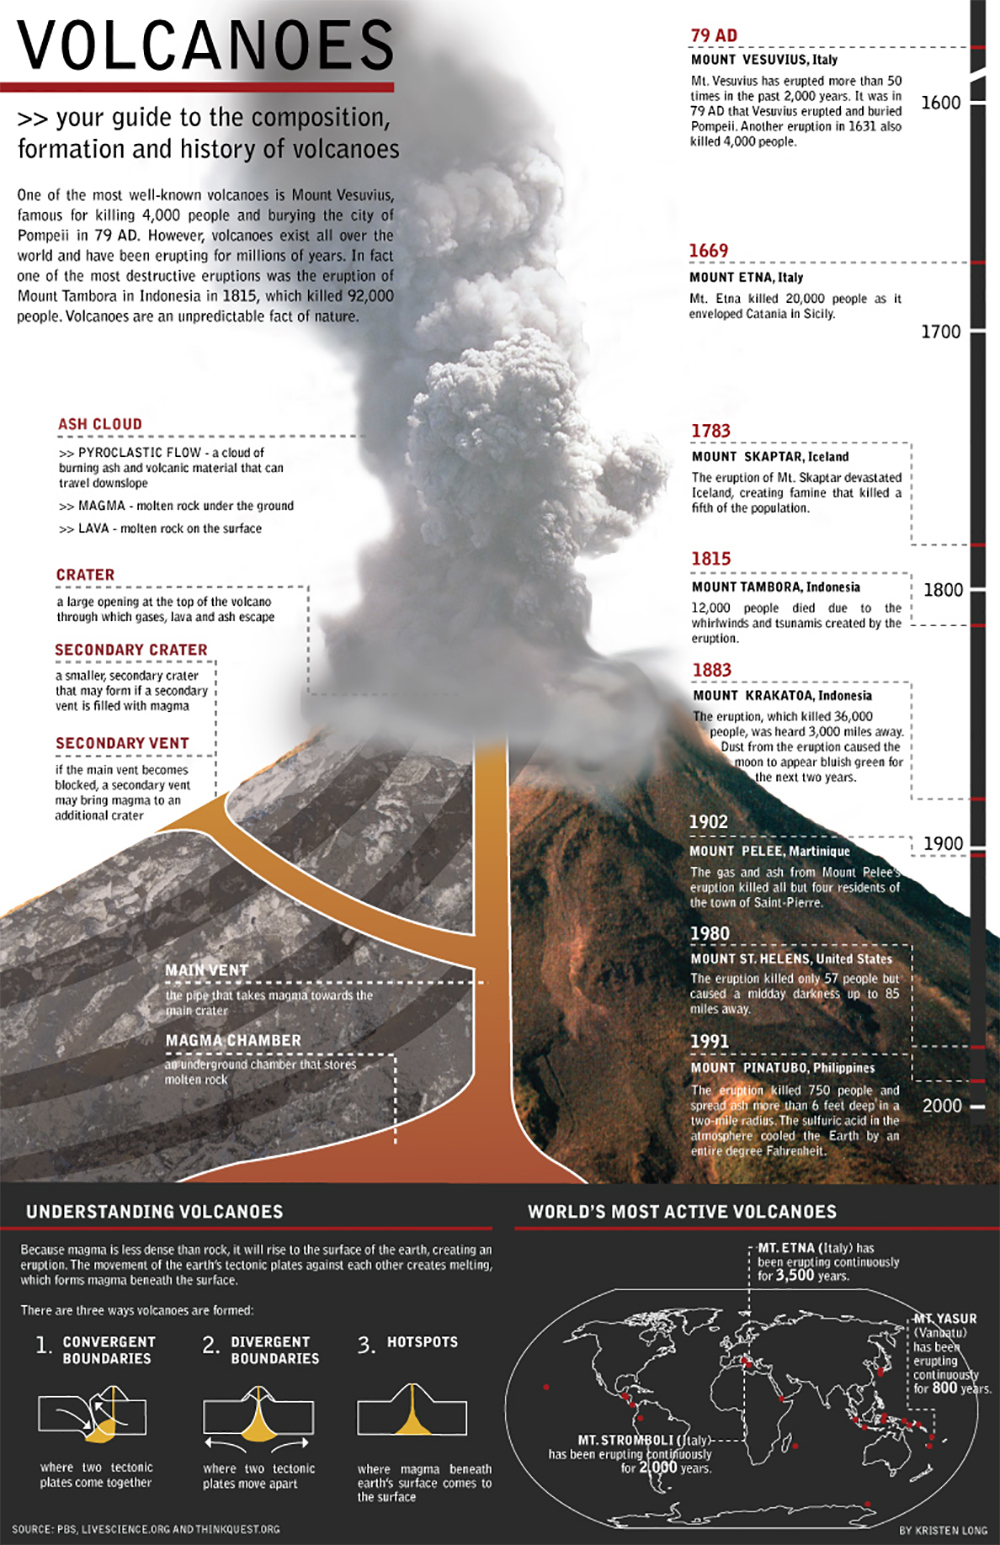 VOLCANOES
>> your guide to the composition,
formation and history of volcanoes
One of the most well-known volcanoes is Mount Vesuvius,
famous for killing 4,000 people and burying the city of
Pompeii in 79 AD. However, volcanoes exist all over the
world and have been erupting for millions of years. In fact
one of the most destructive eruptions was the eruption of
Mount Tambora in Indonesia in 1815, which killed 92,000
people. Volcanoes are an unpredictable fact of nature.
ASH CLOUD
>> PYROCLASTIC FLOW - a cloud of
burning ash and volcanic material that can
travel downslope
>> MAGMA - molten rock under the ground
>> LAVA - molten rock on the surface
CRATER
a large opening at the top of the volcano
through which gases, lava and ash escape
SECONDARY CRATER
a smaller, secondary crater
that may form if a secondary
vent is filled with magma
SECONDARY VENT
if the main vent becomes
blocked, a secondary vent
may bring magma to an
additional crater
MAIN VENT
the pipe that takes magma towards the
main crater
MAGMA CHAMBER
an underground chamber that stores
molten rock
79 AD
MOUNT VESUVIUS, Italy
Mt. Vesuvius has erupted more than 50
times in the past 2,000 years. It was in
79 AD that Vesuvius erupted and buried
Pompeii. Another eruption in 1631 also
killed 4,000 people.
1600
1669
MOUNT ETNA, Italy
Mt. Etna killed 20,000 people as it
enveloped Catania in Sicily.
1700
1783
MOUNT SKAPTAR, Iceland
The eruption of Mt. Skaptar devastated
Iceland, creating famine that killed a
fifth of the population.
1815
MOUNT TAMBORA, Indonesia
12,000 people died due to the
whirlwinds and tsunamis created by the
eruption.
1800
1883
MOUNT KRAKATOA, Indonesia
The eruption, which killed 36,000
people, was heard 3,000 miles away.
Dust from the eruption caused the
moon to appear bluish green for
the next two years.
1902
MOUNT PELEE, Martinique
The gas and ash from Mount Pelee's
eruption killed all but four residents of
the town of Saint-Pierre.
1900
1980
MOUNT ST. HELENS, United States
The eruption killed only 57 people but
caused a midday darkness up to 85
miles away.
1991
MOUNT PINATUBO, Philippines
The eruption killed 750 people and
spread ash more than 6 feet deep in a
two-mile radius. The sulfuric acid in the
atmosphere cooled the Earth by an
entire degree Fahrenheit.
2000
UNDERSTANDING VOLCANOES
Because magma is less dense than rock, it will rise to the surface of the earth, creating an
eruption. The movement of the earth's tectonic plates against each other creates melting,
which forms magma beneath the surface.
There are three ways volcanoes are formed:
1. CONVERGENT
BOUNDARIES
where two tectonic
plates come together
2. DIVERGENT
BOUNDARIES
where two tectonic
plates move apart
3. HOTSPOTS
where magma beneath
earth's surface comes to
the surface
WORLD'S MOST ACTIVE VOLCANOES
MT. ETNA (Italy) has
been erupting continuously
for 3,500 years.
MT. YASUR
(Vanuatu)
has been
erupting
continuously
for 800 years.
MT. STROMBOLI (Italy)
has been erupting continuously
for 2,000 years.
SOURCE: PBS, LIVESCIENCE.ORG AND THINKQUEST.ORG
BY KRISTEN LONG